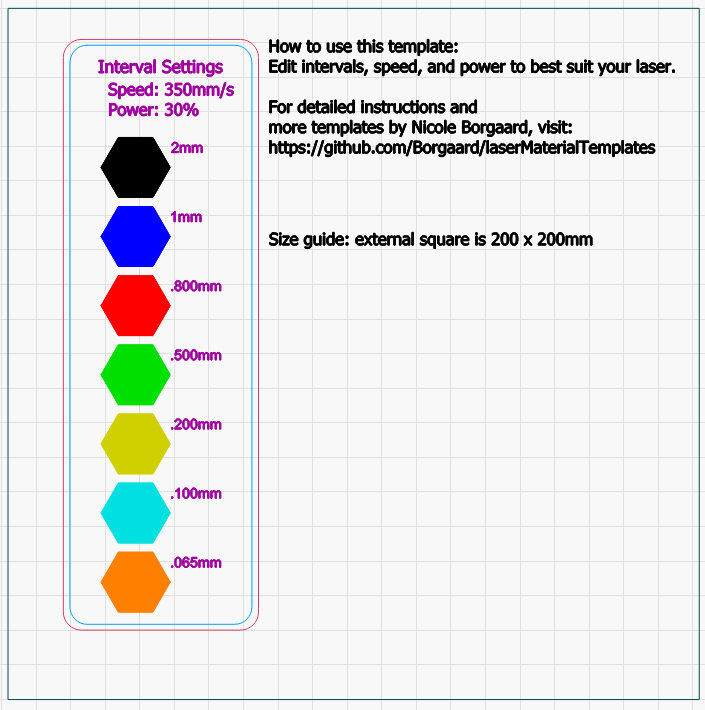 Interval Settings
Speed: 350mm/s
Power: 30%
2mm
1mm
.800mm
.500mm
.200mm
.100mm
.065mm
How to use this template:
Edit intervals, speed, and power to best suit your laser.
For detailed instructions and
more templates by Nicole Borgaard, visit:
https://github.com/Borgaard/laserMaterialTemplates
Size guide: external square is 200 x 200mm